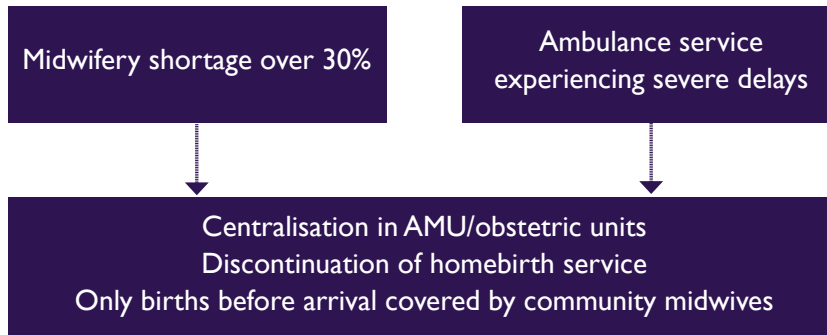 Midwifery shortage over 30%
Ambulance service
experiencing severe delays
Centralisation in AMU/obstetric units
Discontinuation of homebirth service
Only births before arrival covered by community midwives